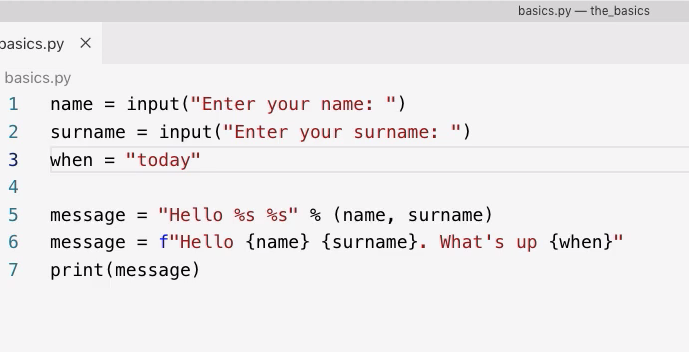 basics.py — the_basics
basics.py ×
basics.py
1 name = input("Enter your name: ")
2 surname = input("Enter your surname: ")
3 when = "today"
4
5 message = "Hello %s %s" % (name, surname)
6 message = f"Hello {name} {surname}. What's up {when}"
7 print(message)